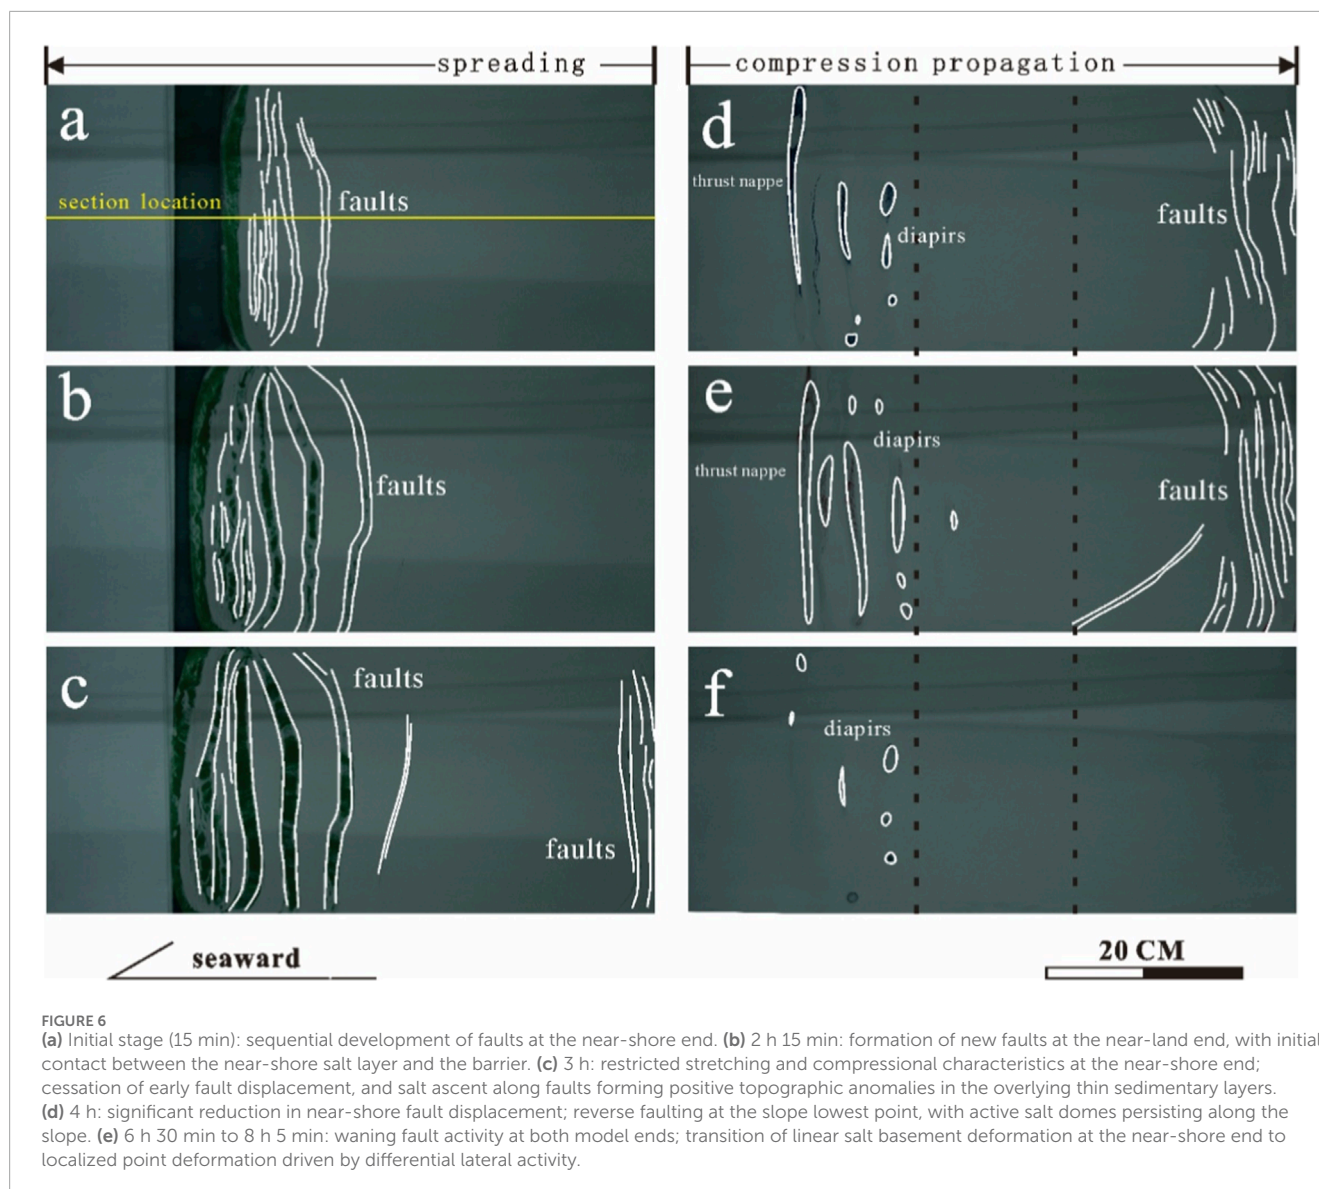 spreading
compression propagation
a
section location
faults
d
thrust nappe
diapirs
faults
b
faults
e
diapirs
thrust nappe
faults
c
faults
faults
f
diapirs
seaward
20 CM
FIGURE 6
(a) Initial stage (15 min): sequential development of faults at the near-shore end. (b) 2 h 15 min: formation of new faults at the near-land end, with initial
contact between the near-shore salt layer and the barrier. (c) 3 h: restricted stretching and compressional characteristics at the near-shore end;
cessation of early fault displacement, and salt ascent along faults forming positive topographic anomalies in the overlying thin sedimentary layers.
(d) 4 h: significant reduction in near-shore fault displacement; reverse faulting at the slope lowest point, with active salt domes persisting along the
slope. (e) 6 h 30 min to 8 h 5 min: waning fault activity at both model ends; transition of linear salt basement deformation at the near-shore end to
localized point deformation driven by differential lateral activity.